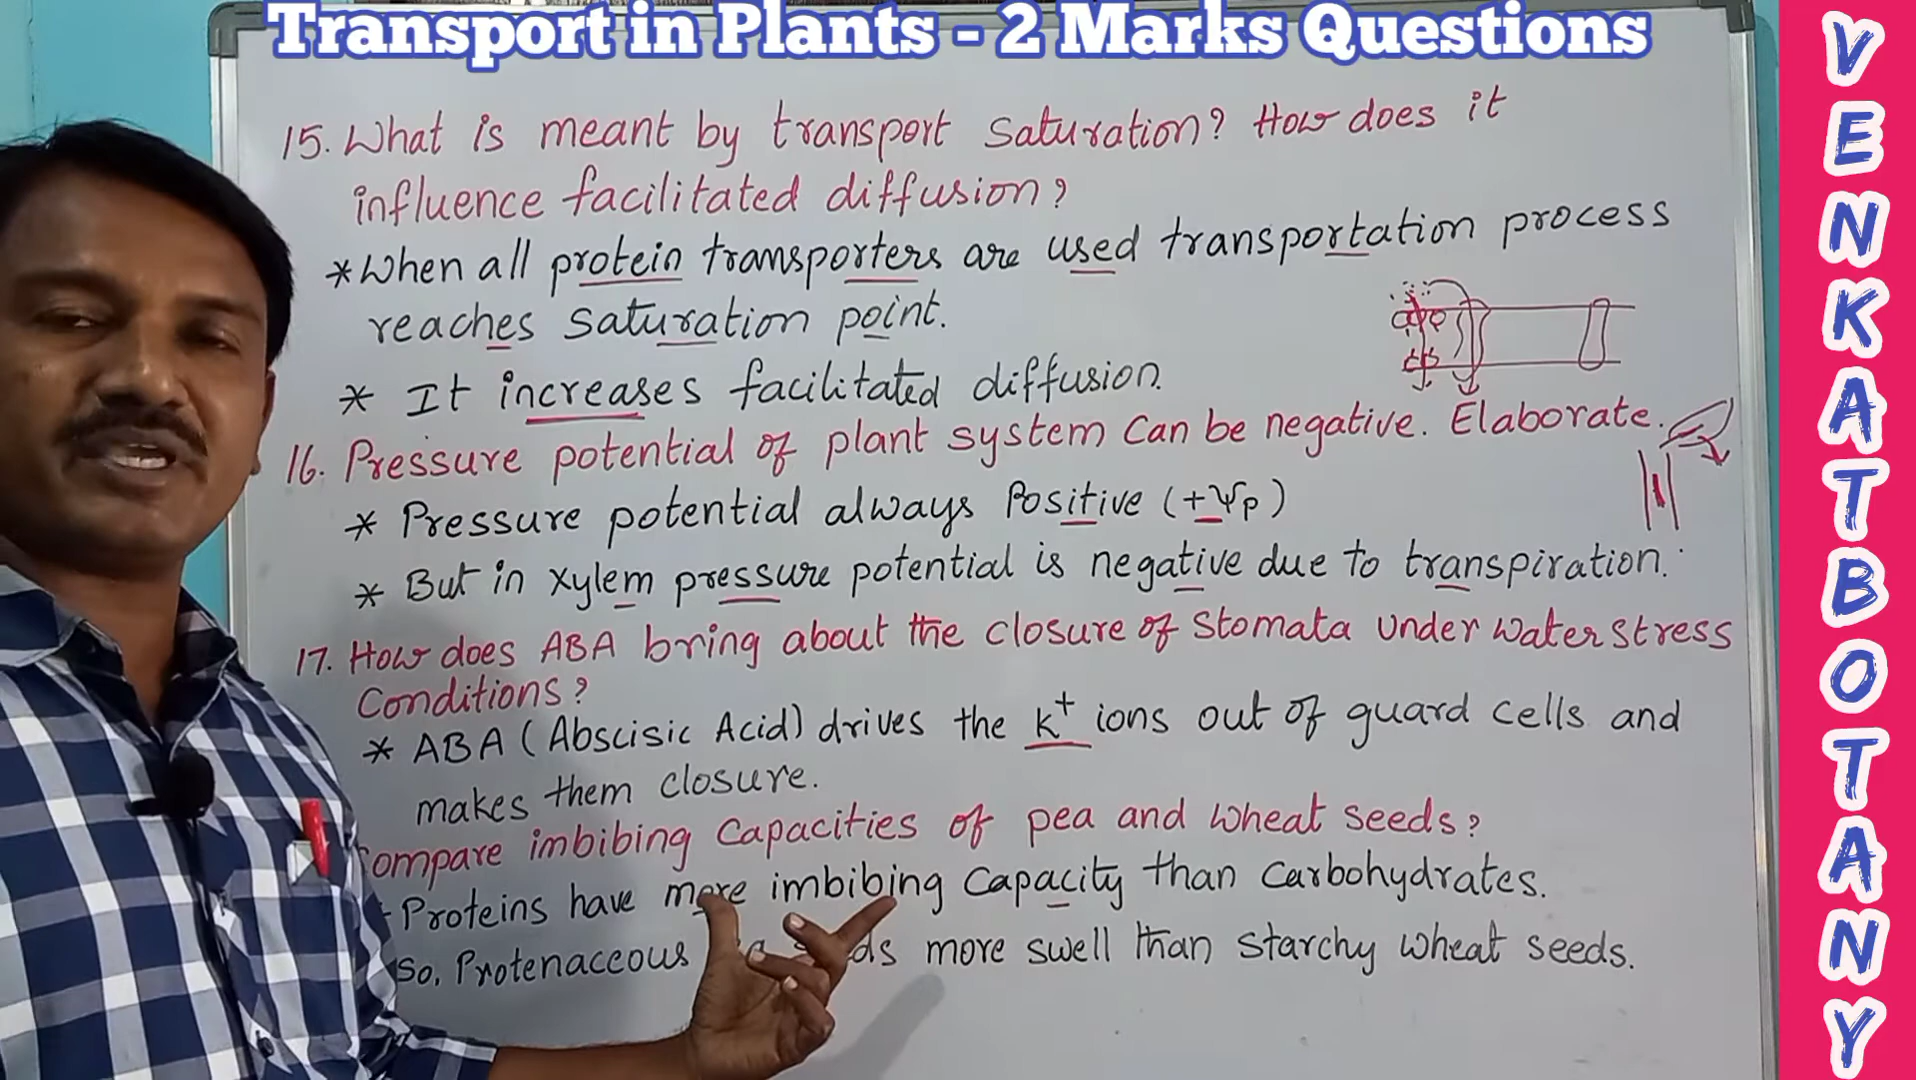 Transport in Plants - 2 Marks Questions
15. What is meant by transport saturation? How does it
influence facilitated diffusion?
* When all protein transporters are used transportation process
reaches saturation point.
* It increases facilitated diffusion.
16. Pressure potential of plant system can be negative. Elaborate.
* Pressure potential always Positive (+Ψp)
* But in xylem pressure potential is negative due to transpiration.
17. How does ABA bring about the closure of stomata under water stress
Conditions?
* ABA (Abscisic Acid) drives the K+ ions out of guard cells and
makes them closure.
ompare imbibing capacities of pea and wheat seeds?
Proteins have more imbibing capacity than carbohydrates.
So, Protenaceous ds more swell than starchy wheat seeds.
VENKATBOTANY